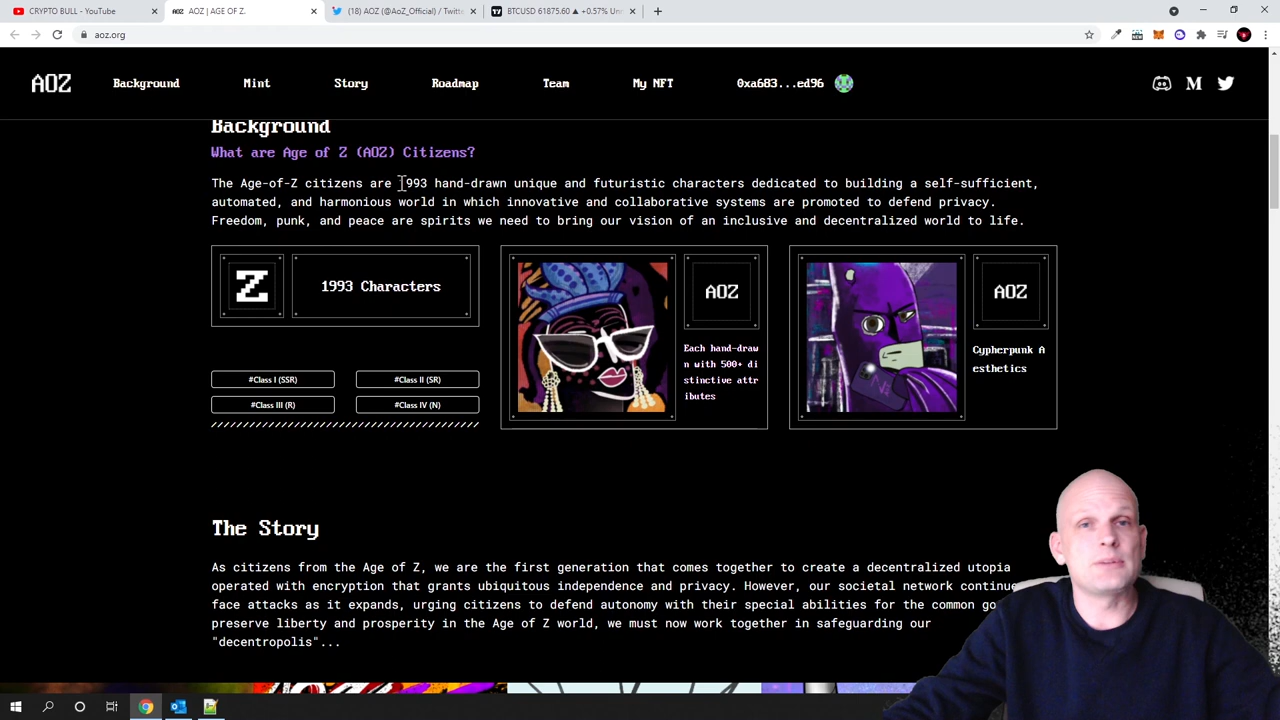 CRYPTO BULL - YouTube
AOZ | AGE OF Z.
(18) AOZ (@AoZ_Official) / Twitte
BTCUSD 61875.60 ▲ +0.57% Un
aoz.org
AOZ
Background
Mint
Story
Roadmap
Team
My NFT
0xa683...ed96
Background
What are Age of Z (AOZ) Citizens?
The Age-of-Z citizens are 1993 hand-drawn unique and futuristic characters dedicated to building a self-sufficient,
automated, and harmonious world in which innovative and collaborative systems are promoted to defend privacy.
Freedom, punk, and peace are spirits we need to bring our vision of an inclusive and decentralized world to life.
Z
1993 Characters
#Class I (SSR)
#Class II (SR)
#Class III (R)
#Class IV (N)
AOZ
Each hand-draw
n with 500+ di
stinctive attr
ibutes
AOZ
Cypherpunk A
esthetics
The Story
As citizens from the Age of Z, we are the first generation that comes together to create a decentralized utopia
operated with encryption that grants ubiquitous independence and privacy. However, our societal network continue
face attacks as it expands, urging citizens to defend autonomy with their special abilities for the common go
preserve liberty and prosperity in the Age of Z world, we must now work together in safeguarding our
"decentropolis"...